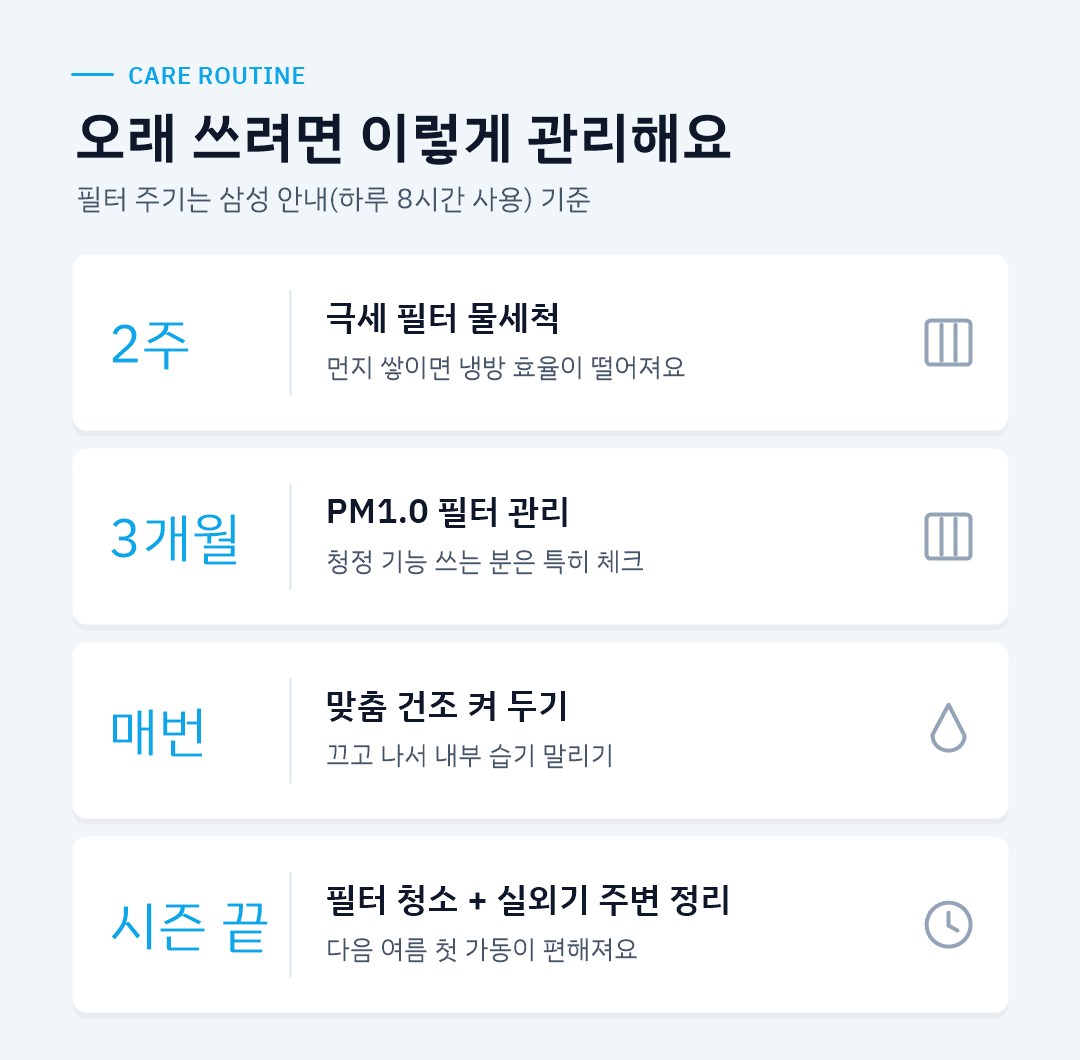 CARE ROUTINE
오래 쓰려면 이렇게 관리해요
필터 주기는 삼성 안내(하루 8시간 사용) 기준
2주
극세 필터 물세척
먼지 쌓이면 냉방 효율이 떨어져요
3개월
PM1.0 필터 관리
청정 기능 쓰는 분은 특히 체크
매번
맞춤 건조 켜 두기
끄고 나서 내부 습기 말리기
시즌 끝
필터 청소 + 실외기 주변 정리
다음 여름 첫 가동이 편해져요